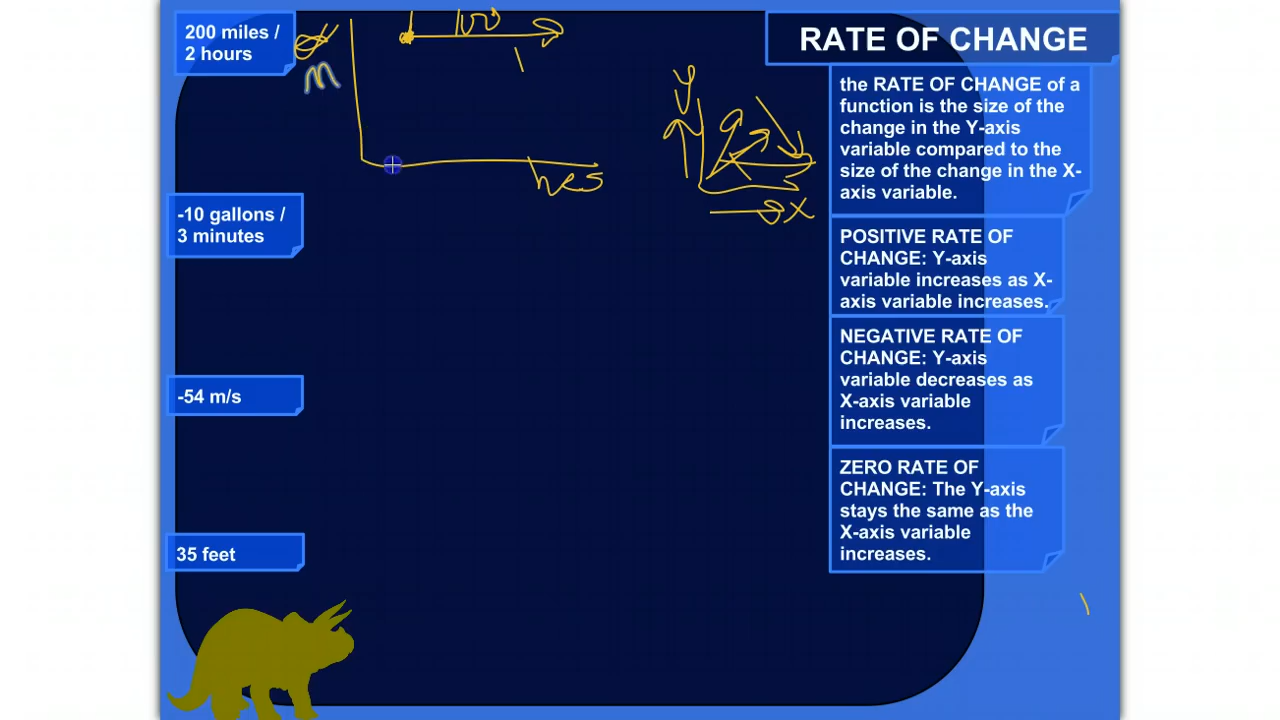 200 miles /
2 hours
m
100
hrs
y
x
RATE OF CHANGE
the RATE OF CHANGE of a
function is the size of the
change in the Y-axis
variable compared to the
size of the change in the X-
axis variable.
-10 gallons /
3 minutes
POSITIVE RATE OF
CHANGE: Y-axis
variable increases as X-
axis variable increases.
NEGATIVE RATE OF
CHANGE: Y-axis
variable decreases as
X-axis variable
increases.
-54 m/s
ZERO RATE OF
CHANGE: The Y-axis
stays the same as the
X-axis variable
increases.
35 feet